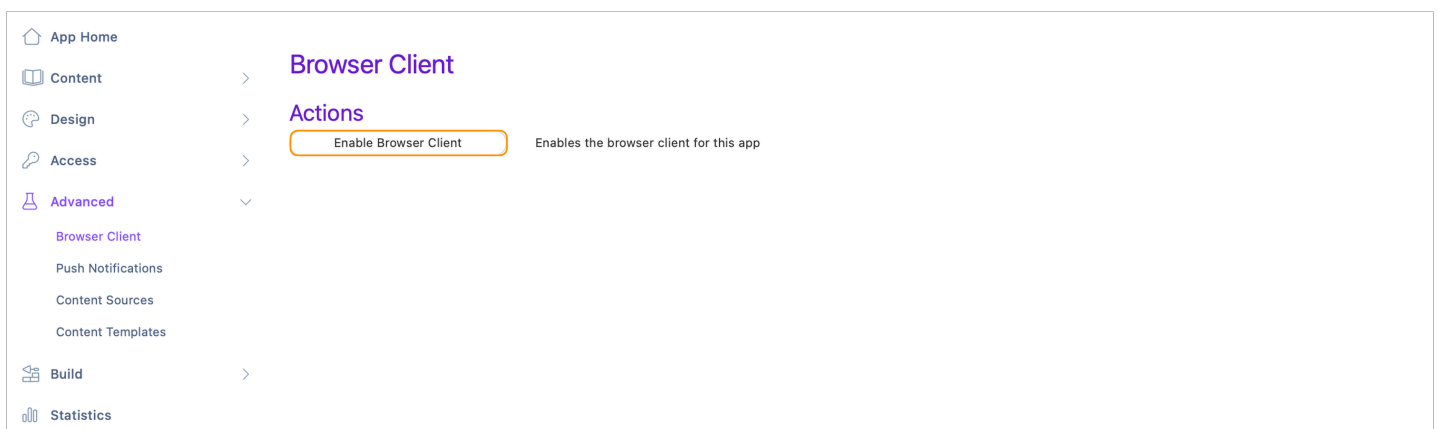 App Home
Content
Design
Access
Advanced
Browser Client
Push Notifications
Content Sources
Content Templates
Build
Statistics
Browser Client
Actions
Enable Browser Client Enables the browser client for this app